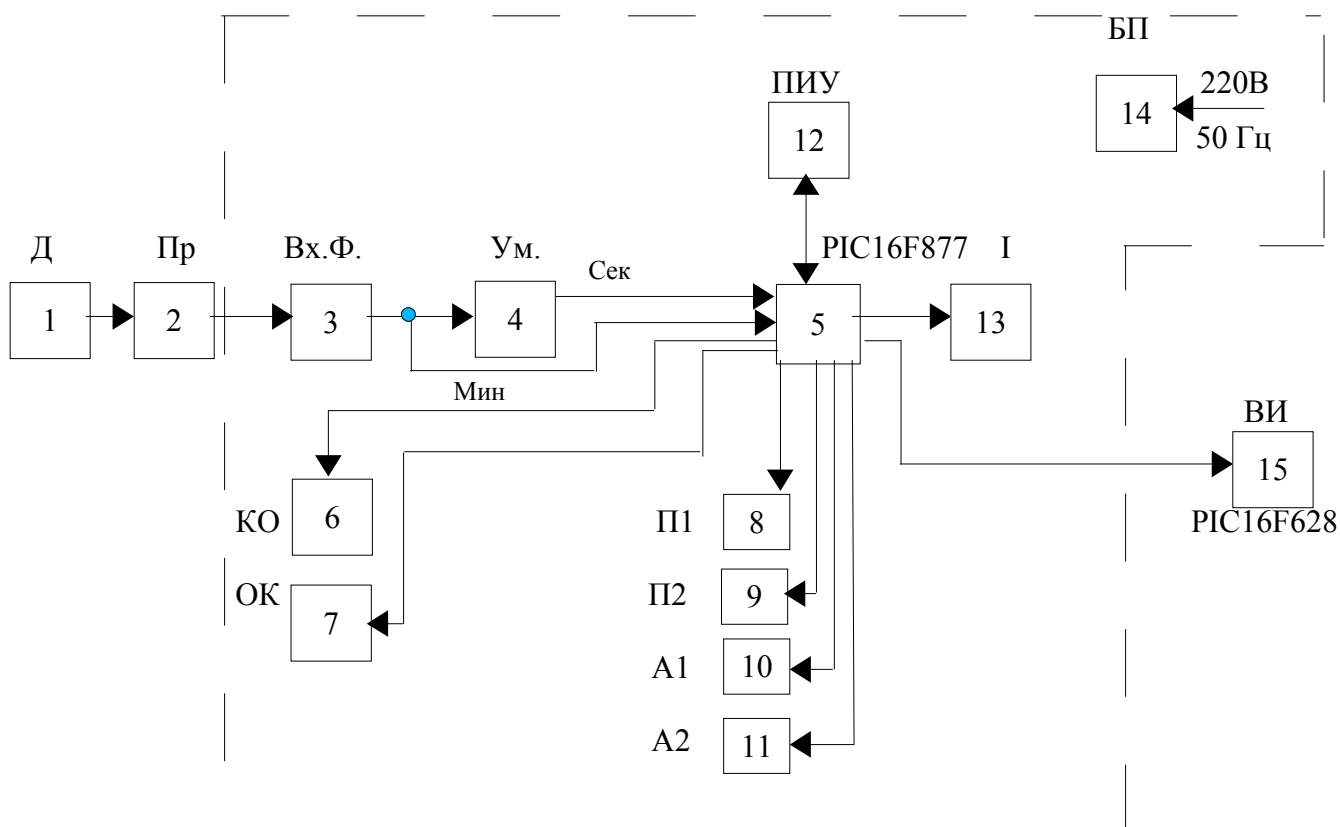 БП
220В
14
50 Гц
ПИУ
12
Д
Пр
Вх.Ф.
Ум.
Сек
PIC16F877
I
1
2
3
4
5
13
Мин
ВИ
15
PIC16F628
КО
6
П1
8
ОК
7
П2
9
А1
10
А2
11